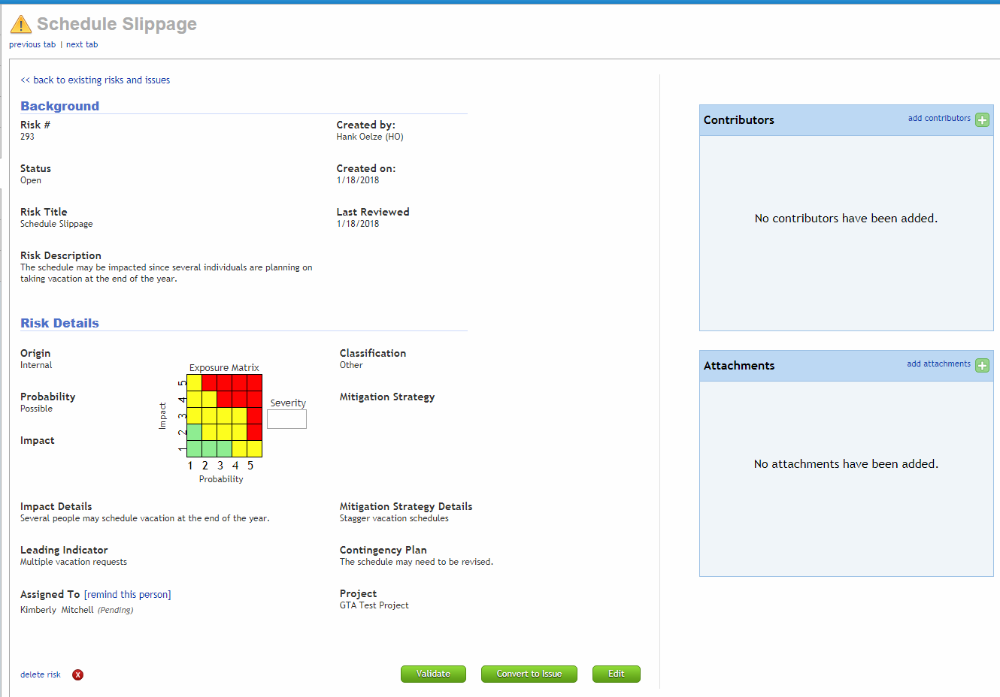 Schedule Slippage
previous tab | next tab
<< back to existing risks and issues
Background
Risk #
293
Created by:
Hank Oelze (HO)
Status
Open
Created on:
1/18/2018
Risk Title
Schedule Slippage
Last Reviewed
1/18/2018
Risk Description
The schedule may be impacted since several individuals are planning on
taking vacation at the end of the year.
Risk Details
Origin
Internal
Probability
Possible
Impact
Exposure Matrix
Impact
5
4
3
2
1
1 2 3 4 5
Probability
Severity
Classification
Other
Mitigation Strategy
Impact Details
Several people may schedule vacation at the end of the year.
Mitigation Strategy Details
Stagger vacation schedules
Leading Indicator
Multiple vacation requests
Contingency Plan
The schedule may need to be revised.
Assigned To [remind this person]
Kimberly Mitchell (Pending)
Project
GTA Test Project
delete risk X
Validate
Convert to Issue
Edit
Contributors
add contributors
No contributors have been added.
Attachments
add attachments
No attachments have been added.